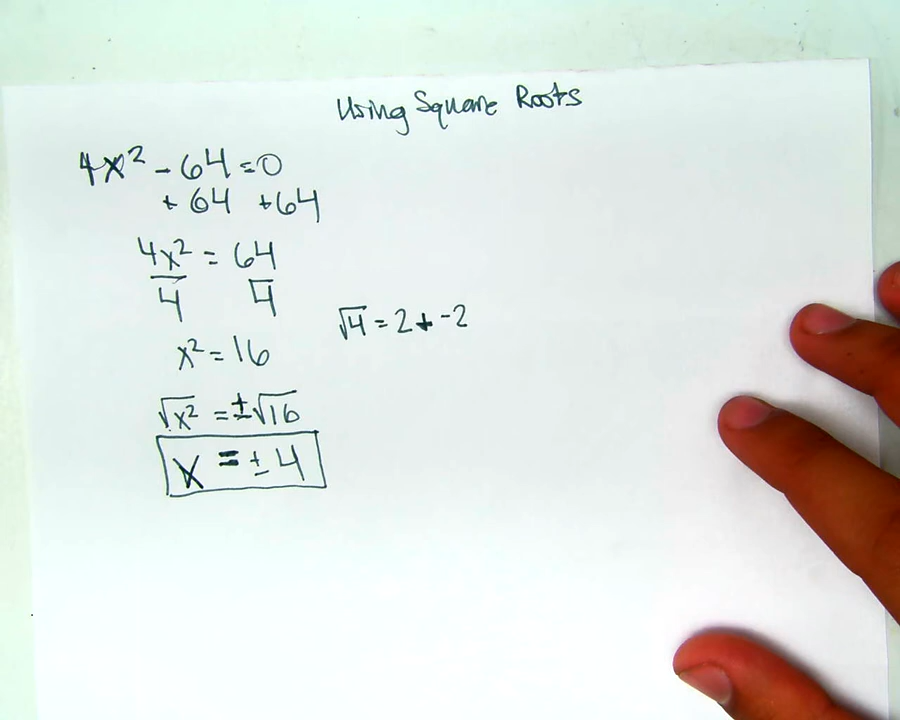 Using Square Roots
4x² - 64 = 0
+ 64 +64
4x² = 64
4 4
√4 = 2 + -2
x² = 16
√x² = ±√16
x = ±4